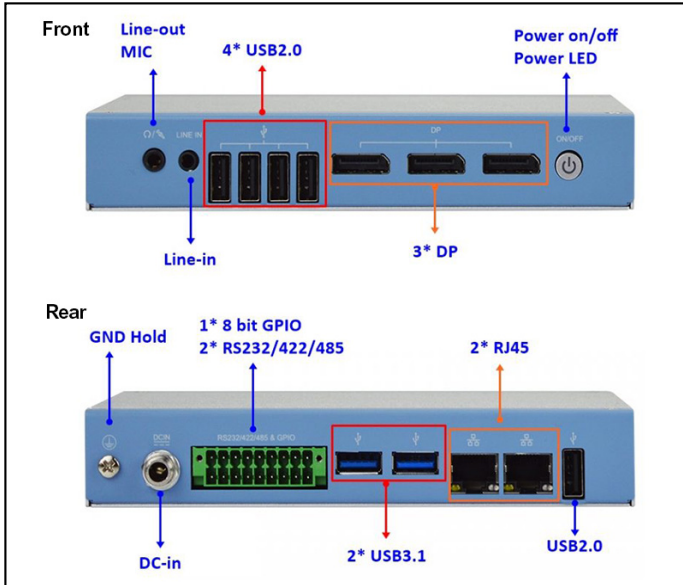 Front
Line-out
MIC
4* USB2.0
Power on/off
Power LED
LINE IN
DP
ON/OFF
Line-in
3* DP
Rear
GND Hold
1* 8 bit GPIO
2* RS232/422/485
2* RJ45
DCIN
RS232/422/485 & GPIO
DC-in
2* USB3.1
USB2.0